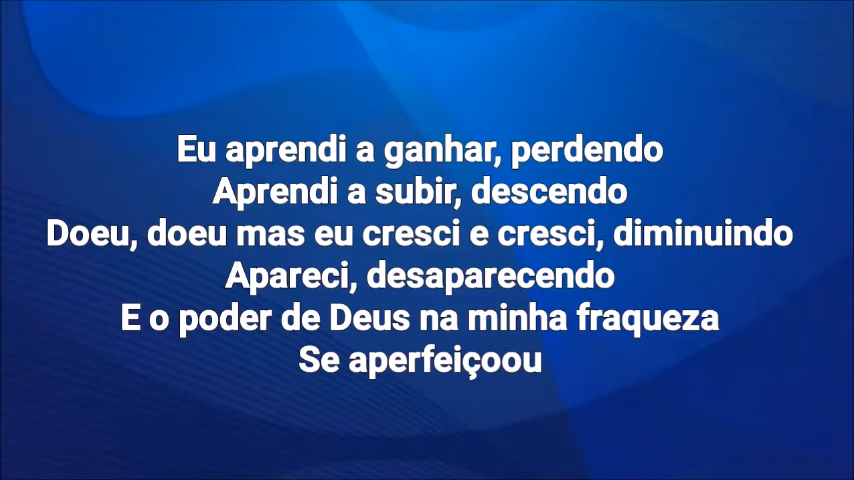 Eu aprendi a ganhar, perdendo
Aprendi a subir, descendo
Doeu, doeu mas eu cresci e cresci, diminuindo
Apareci, desaparecendo
E o poder de Deus na minha fraqueza
Se aperfeiçoou